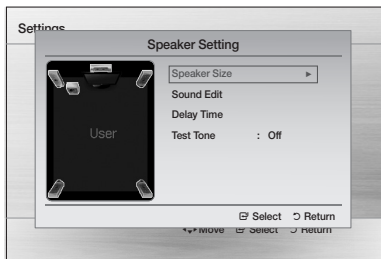 Settings
Speaker Setting
User
Speaker Size ►
Sound Edit
Delay Time
Test Tone : Off
Select Return
Move Select Return